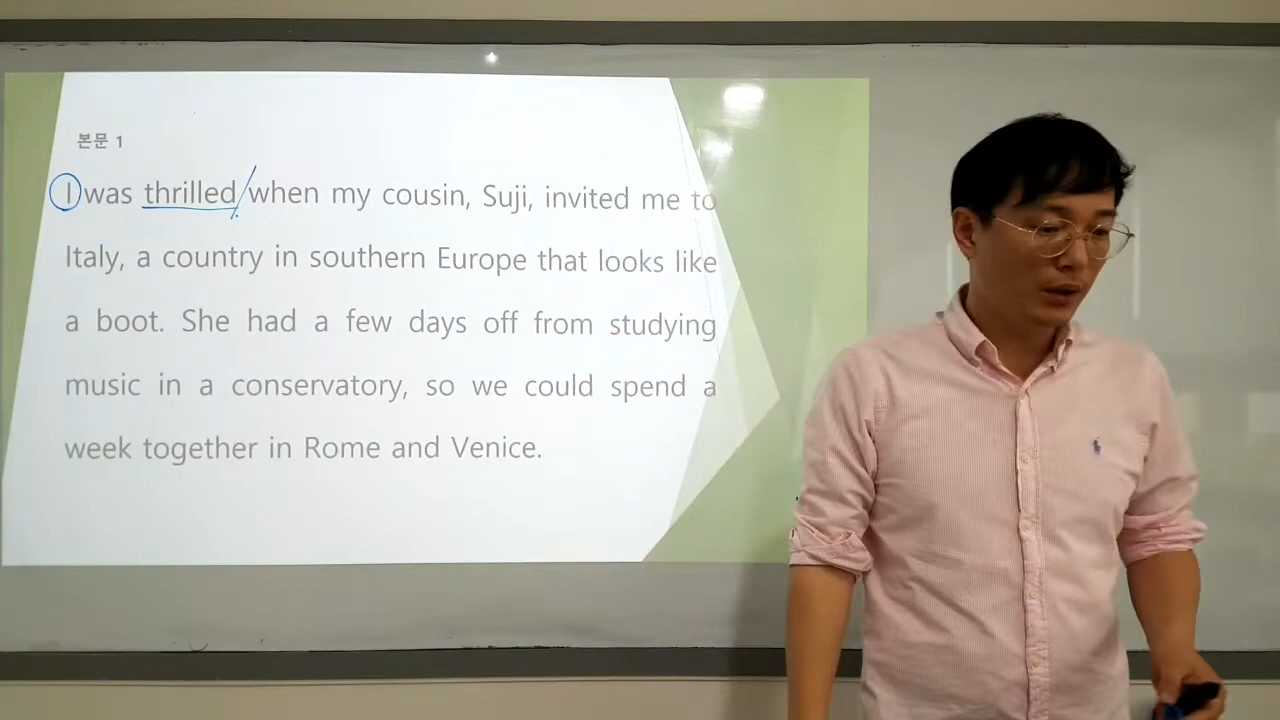 본문 1
I was thrilled when my cousin, Suji, invited me to
Italy, a country in southern Europe that looks like
a boot. She had a few days off from studying
music in a conservatory, so we could spend a
week together in Rome and Venice.